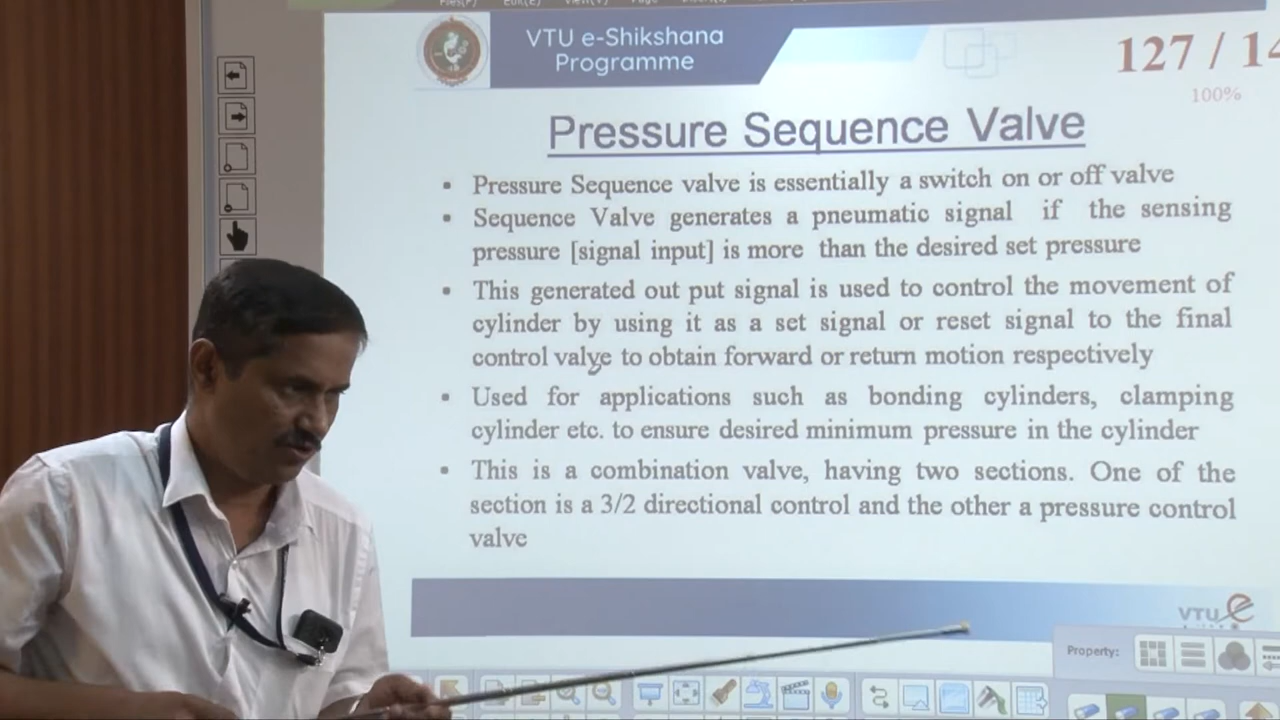 VTU e-Shikshana
Programme
127 / 14
100%
Pressure Sequence Valve
▪ Pressure Sequence valve is essentially a switch on or off valve
▪ Sequence Valve generates a pneumatic signal if the sensing
pressure [signal input] is more than the desired set pressure
▪ This generated out put signal is used to control the movement of
cylinder by using it as a set signal or reset signal to the final
control valve to obtain forward or return motion respectively
▪ Used for applications such as bonding cylinders, clamping
cylinder etc. to ensure desired minimum pressure in the cylinder
▪ This is a combination valve, having two sections. One of the
section is a 3/2 directional control and the other a pressure control
valve
VTU e
Property: